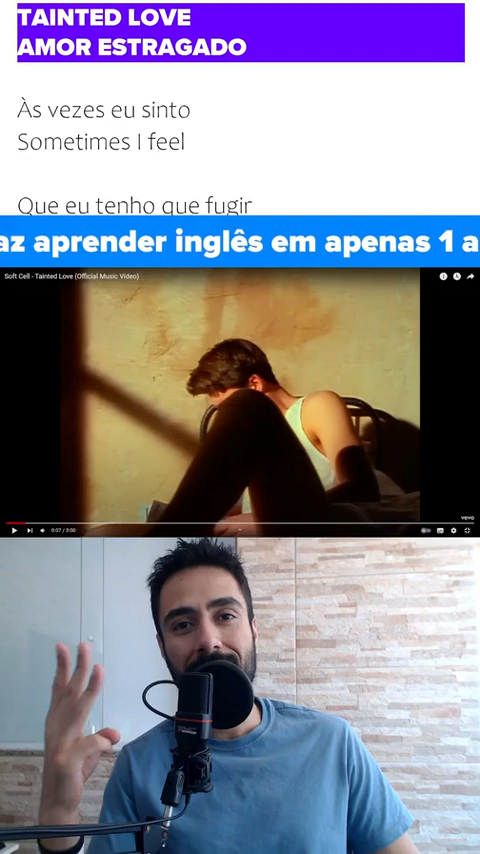 TAINTED LOVE
AMOR ESTRAGADO
Às vezes eu sinto
Sometimes I feel
Que eu tenho que fugir
az aprender inglês em apenas 1 a
Soft Cell - Tainted Love (Official Music Video)
vevo
0:07 / 3:00